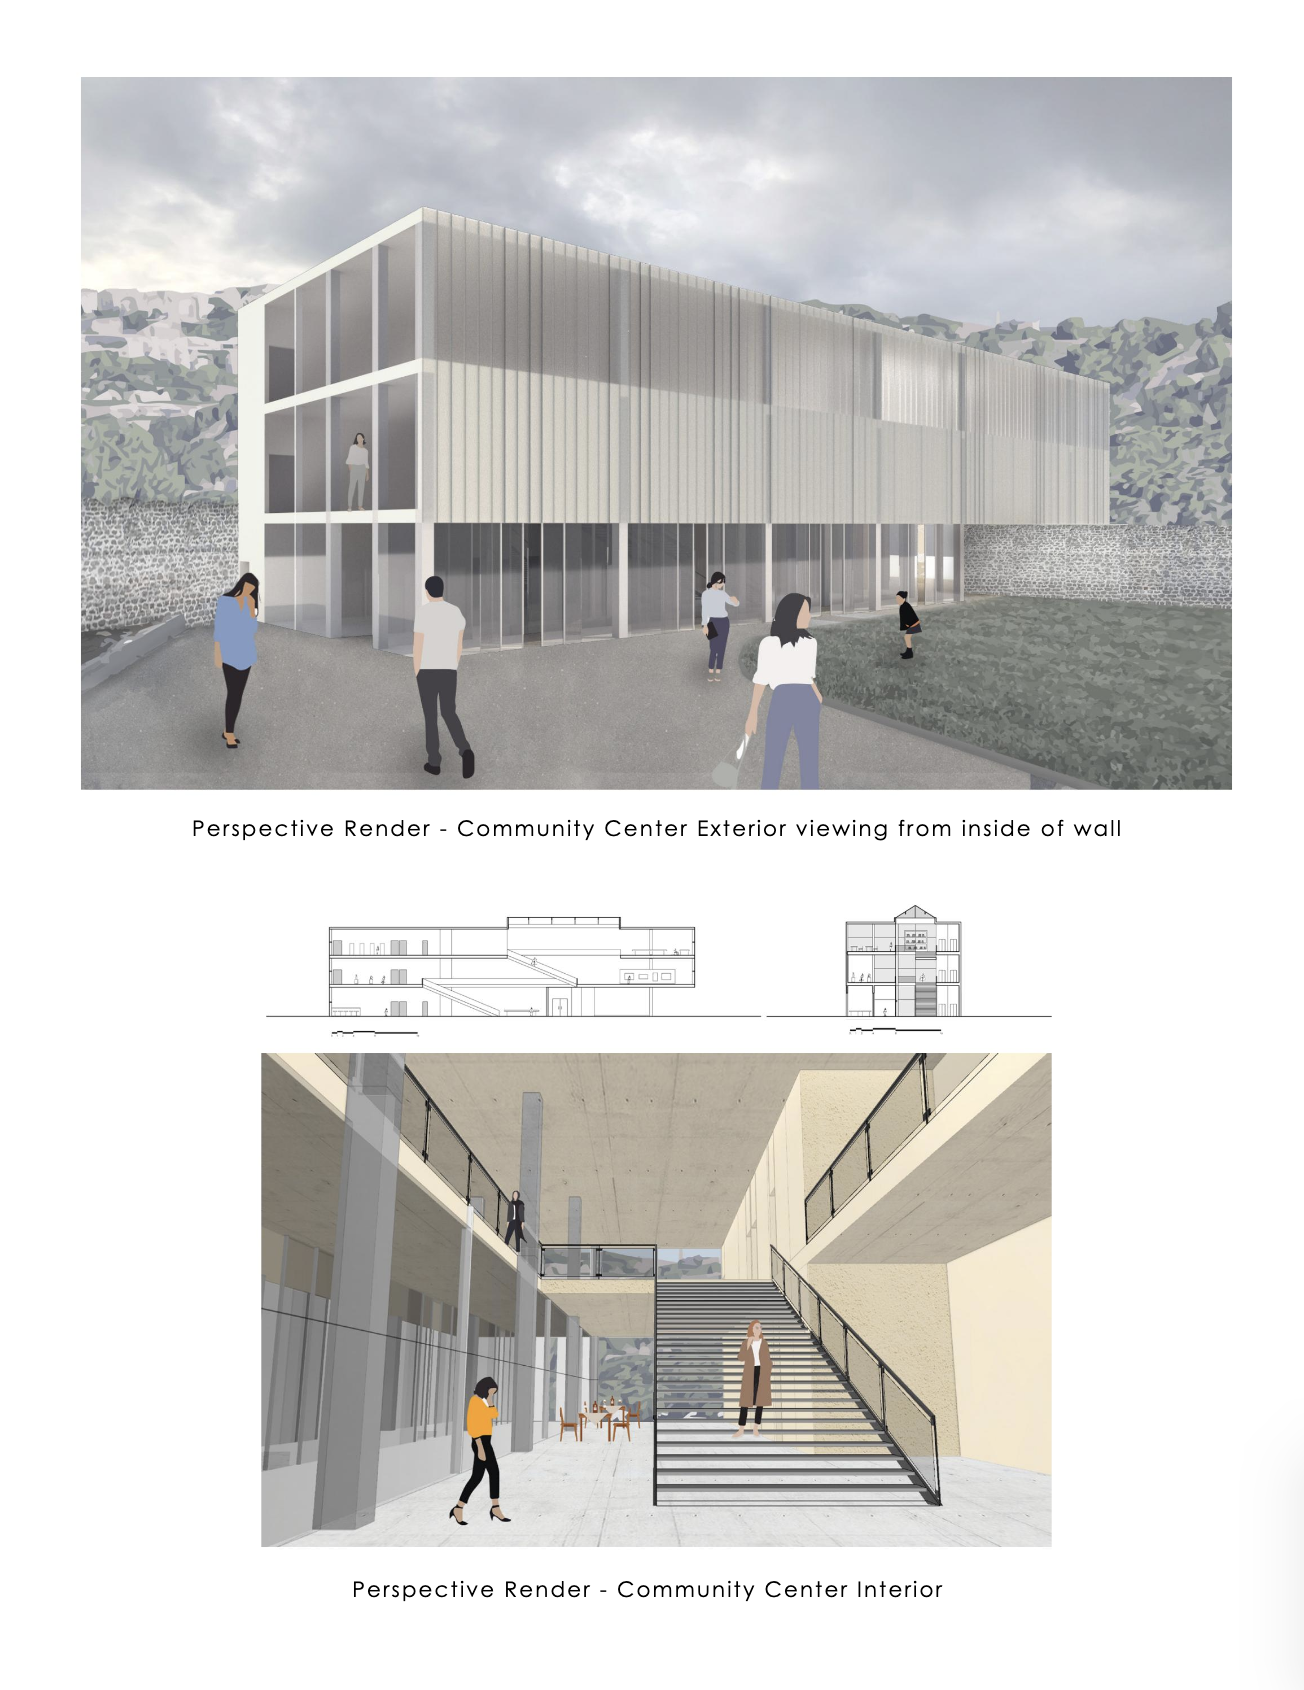 Perspective Render - Community Center Exterior viewing from inside of wall
Perspective Render - Community Center Interior